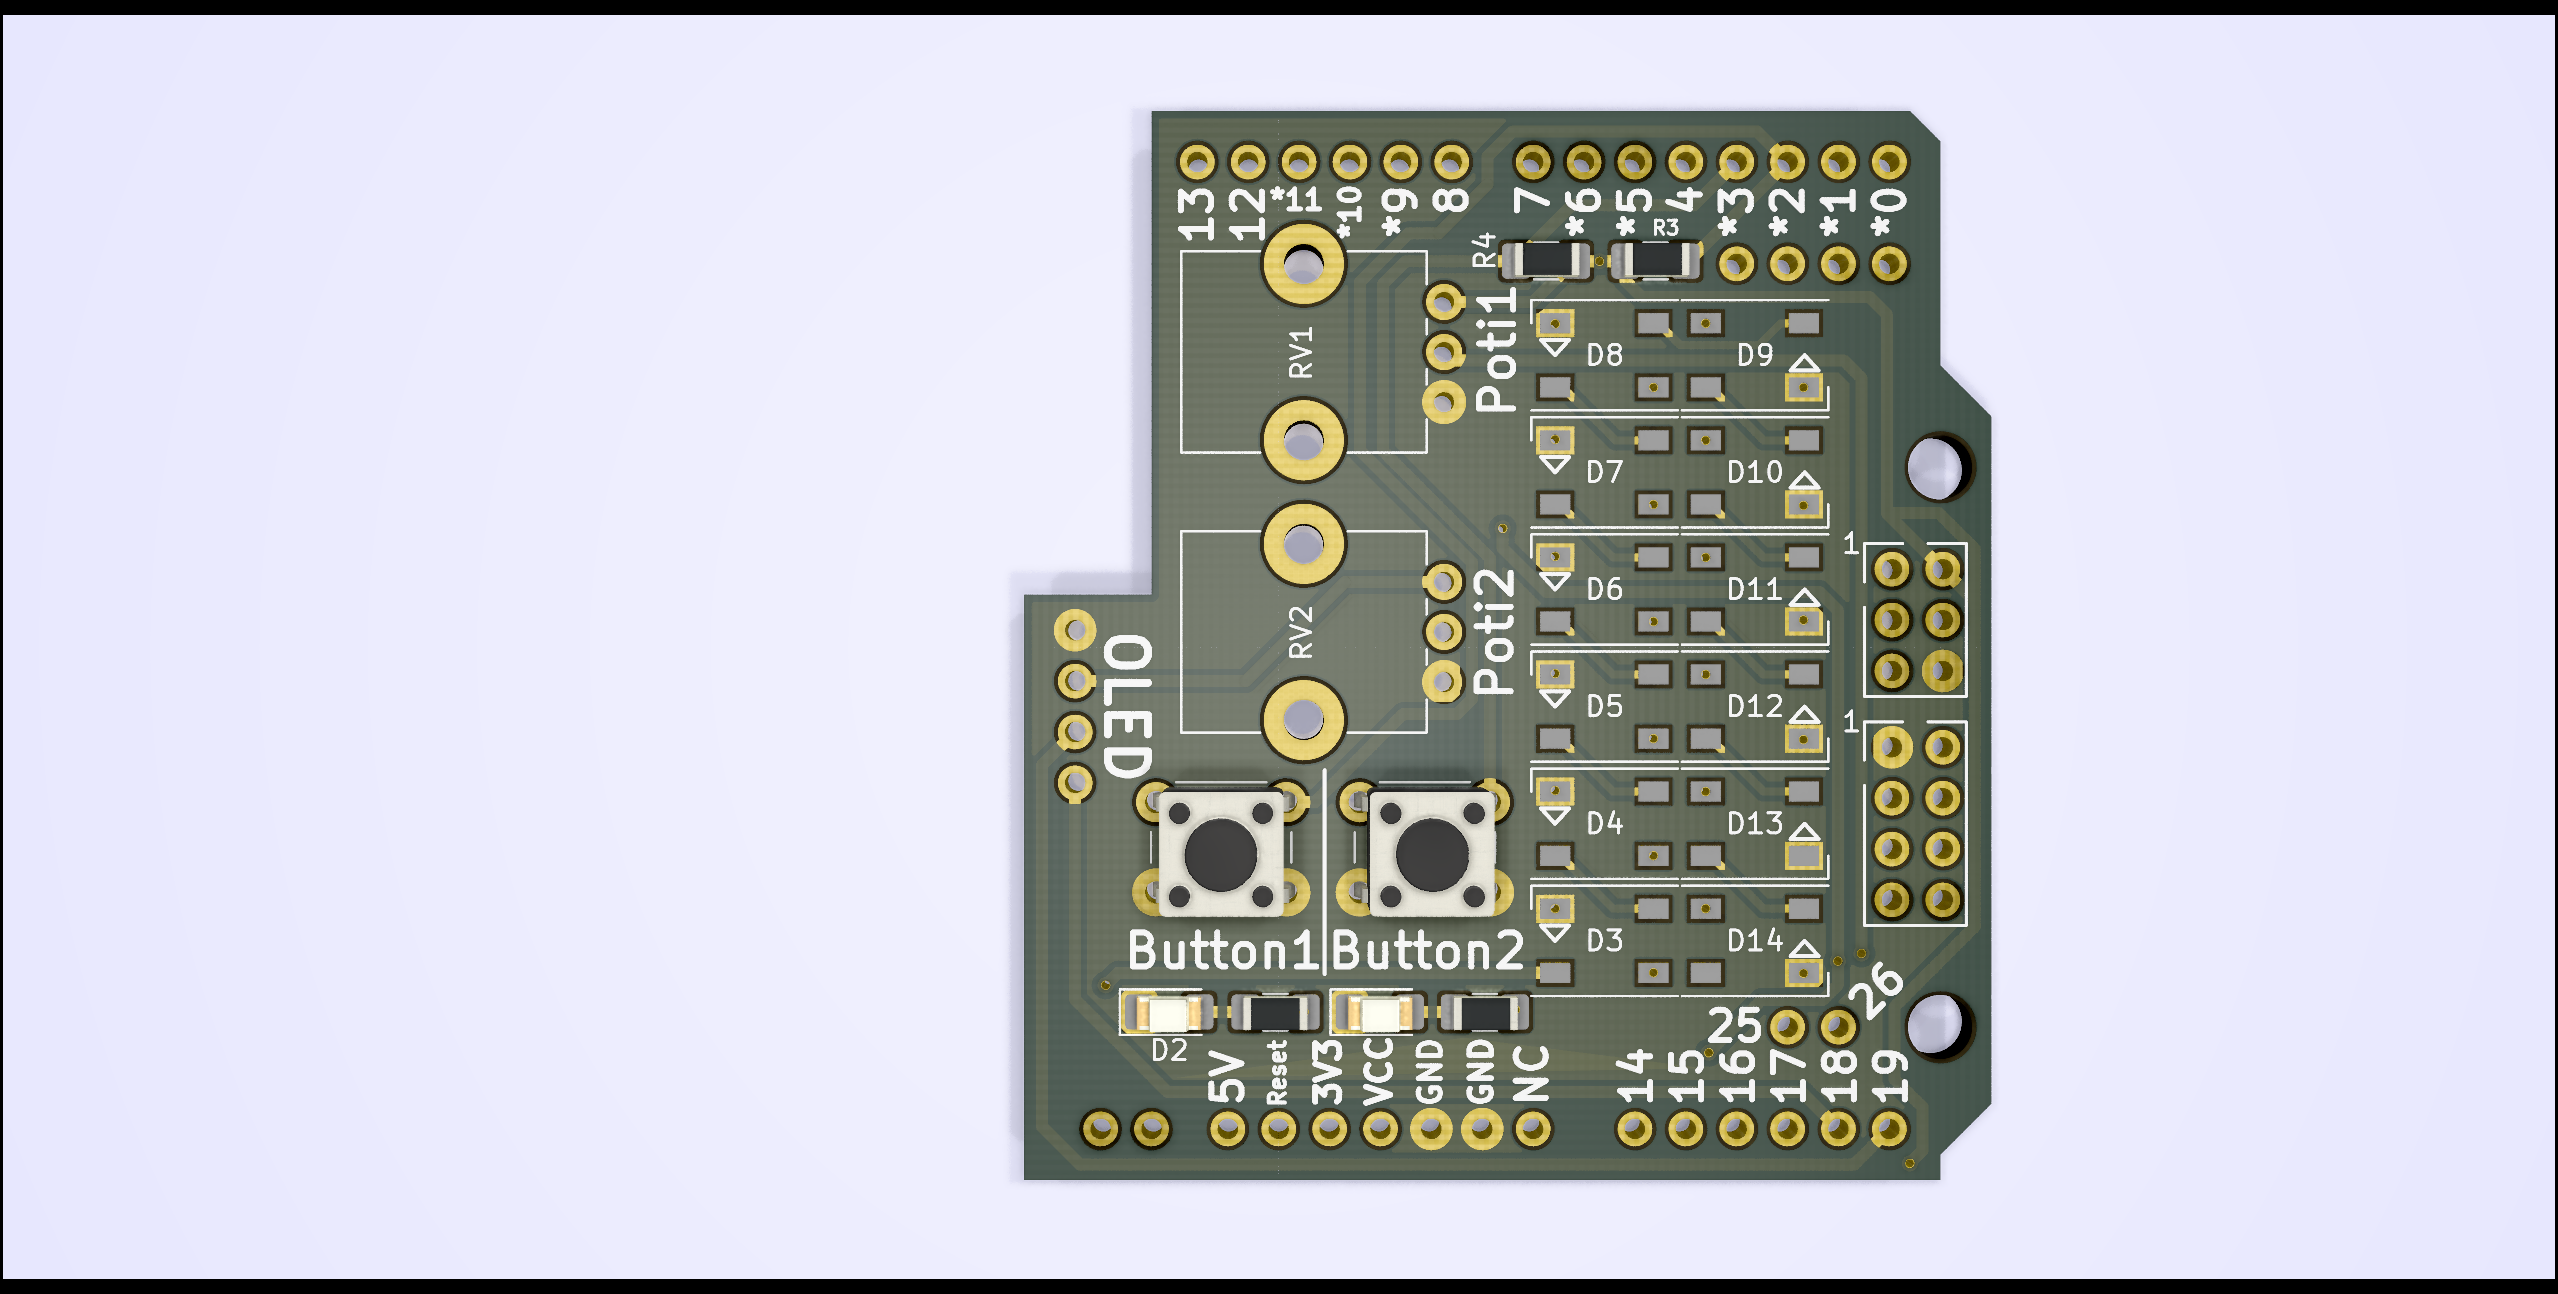 13
12
*11
*10
*9
8
7
*6
*5
4
*3
*2
*1
*0
R4
R3
RV1
Poti1
D8
D9
D7
D10
D6
D11
1
RV2
Poti2
OLED
D5
D12
1
D4
D13
D3
D14
Button1
Button2
D2
25
26
5V
Reset
3V3
VCC
GND
GND
NC
14
15
16
17
18
19